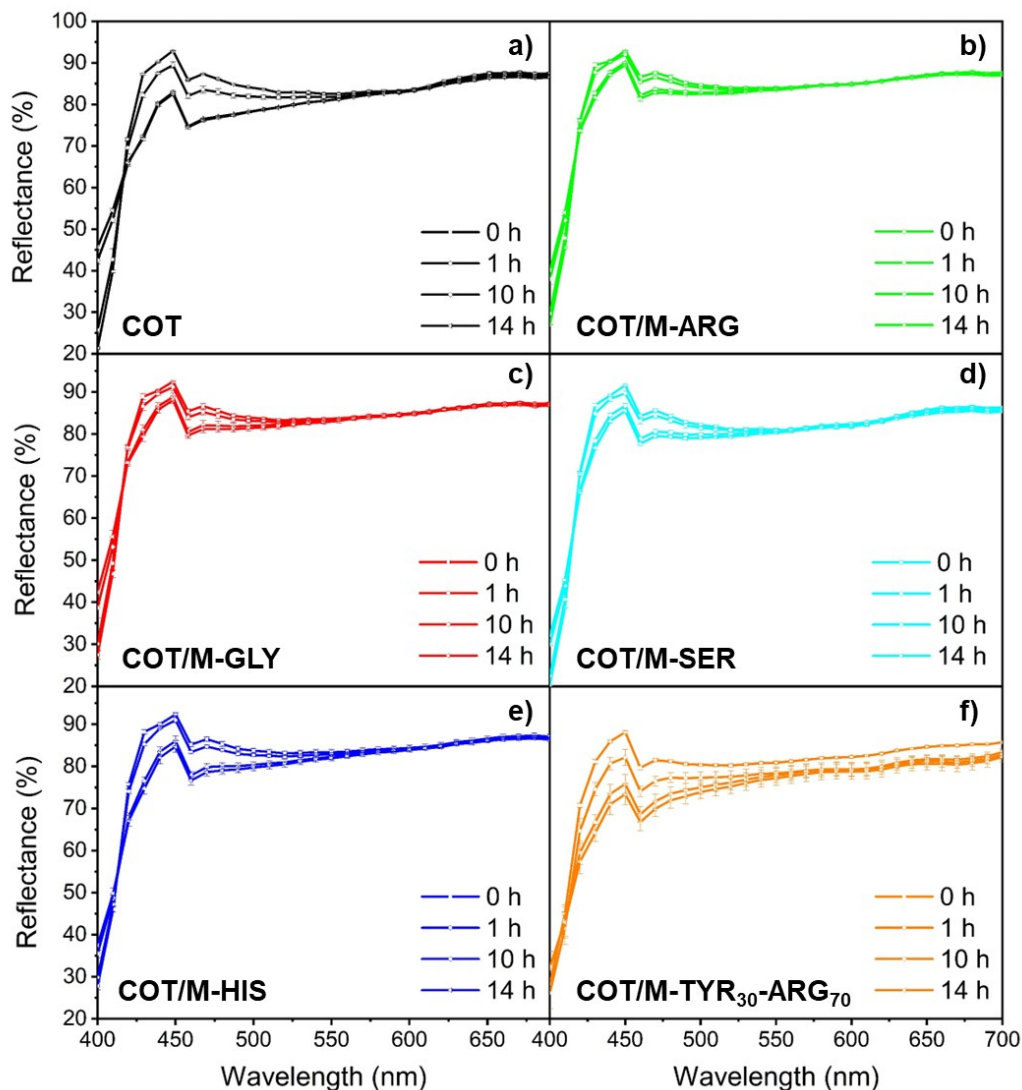 100
90
80
70
60
50
40
30
20
Reflectance (%)
a)
0 h
1 h
10 h
14 h
COT
b)
0 h
1 h
10 h
14 h
COT/M-ARG
90
80
70
60
50
40
30
20
Reflectance (%)
c)
0 h
1 h
10 h
14 h
COT/M-GLY
d)
0 h
1 h
10 h
14 h
COT/M-SER
90
80
70
60
50
40
30
20
Reflectance (%)
e)
0 h
1 h
10 h
14 h
COT/M-HIS
f)
0 h
1 h
10 h
14 h
COT/M-TYR₃₀-ARG₇₀
400 450 500 550 600 650 400 450 500 550 600 650 700
Wavelength (nm) Wavelength (nm)